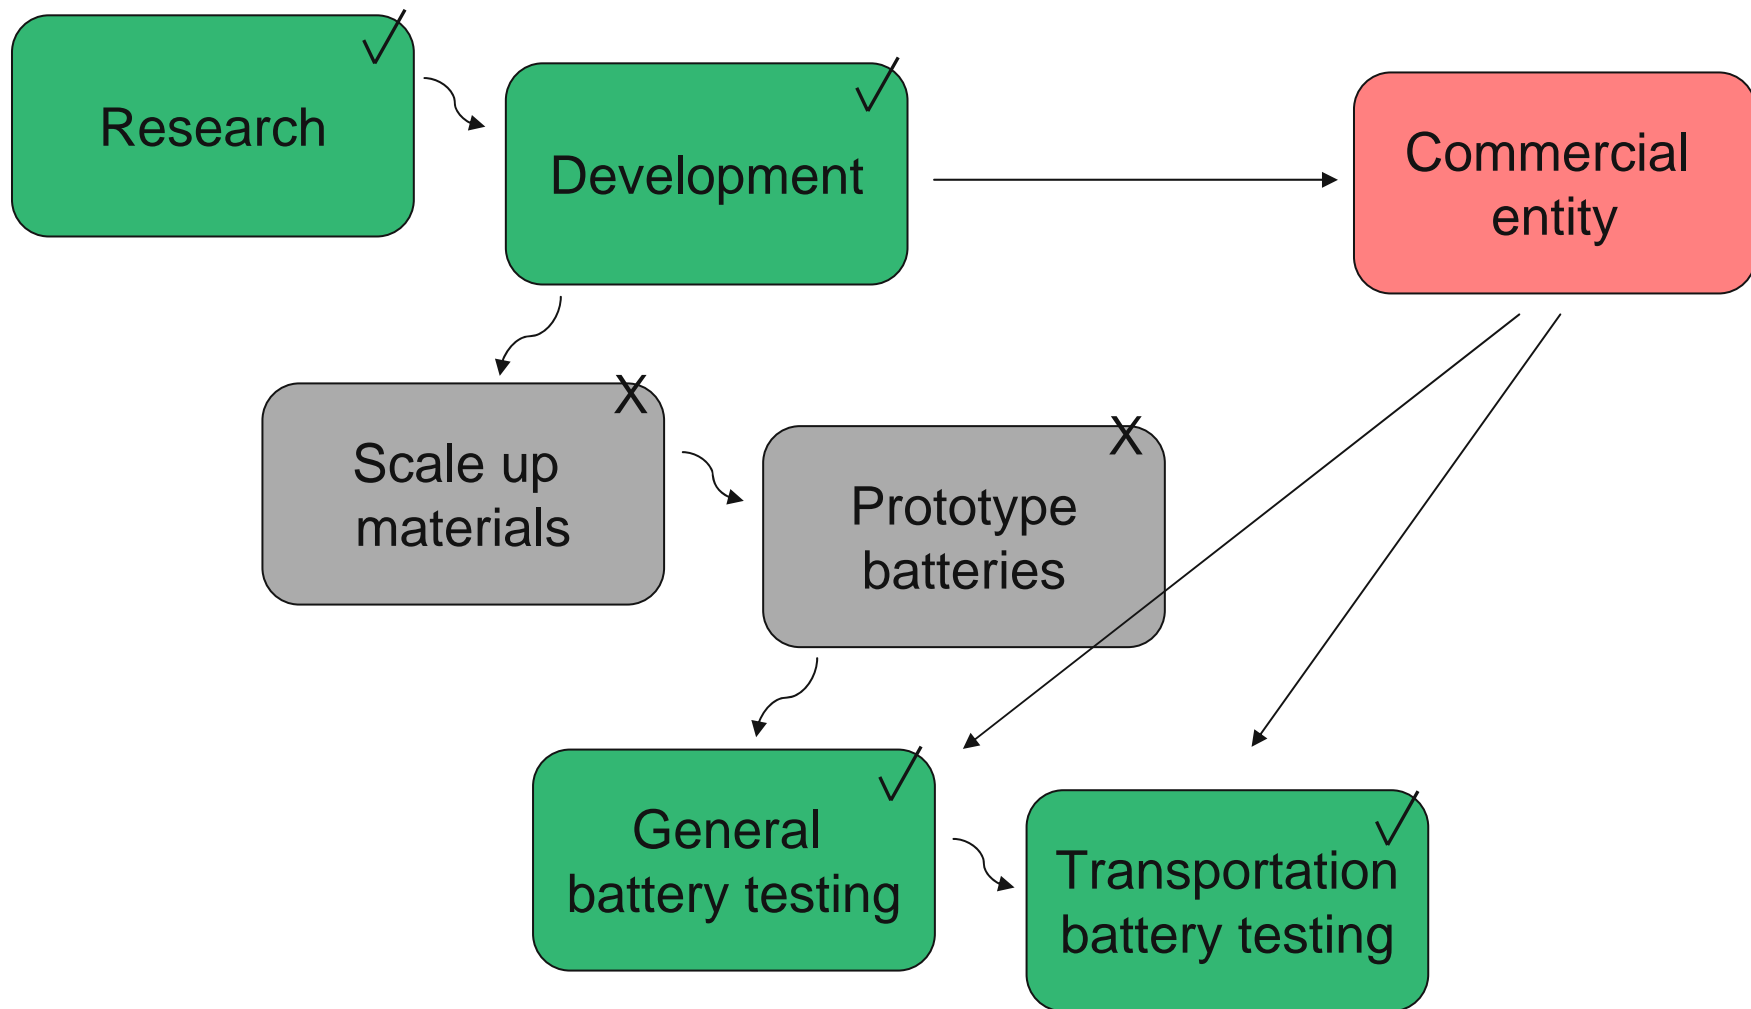 Research
Development
Commercial
entity
X
Scale up
materials
X
Prototype
batteries
General
battery testing
Transportation
battery testing